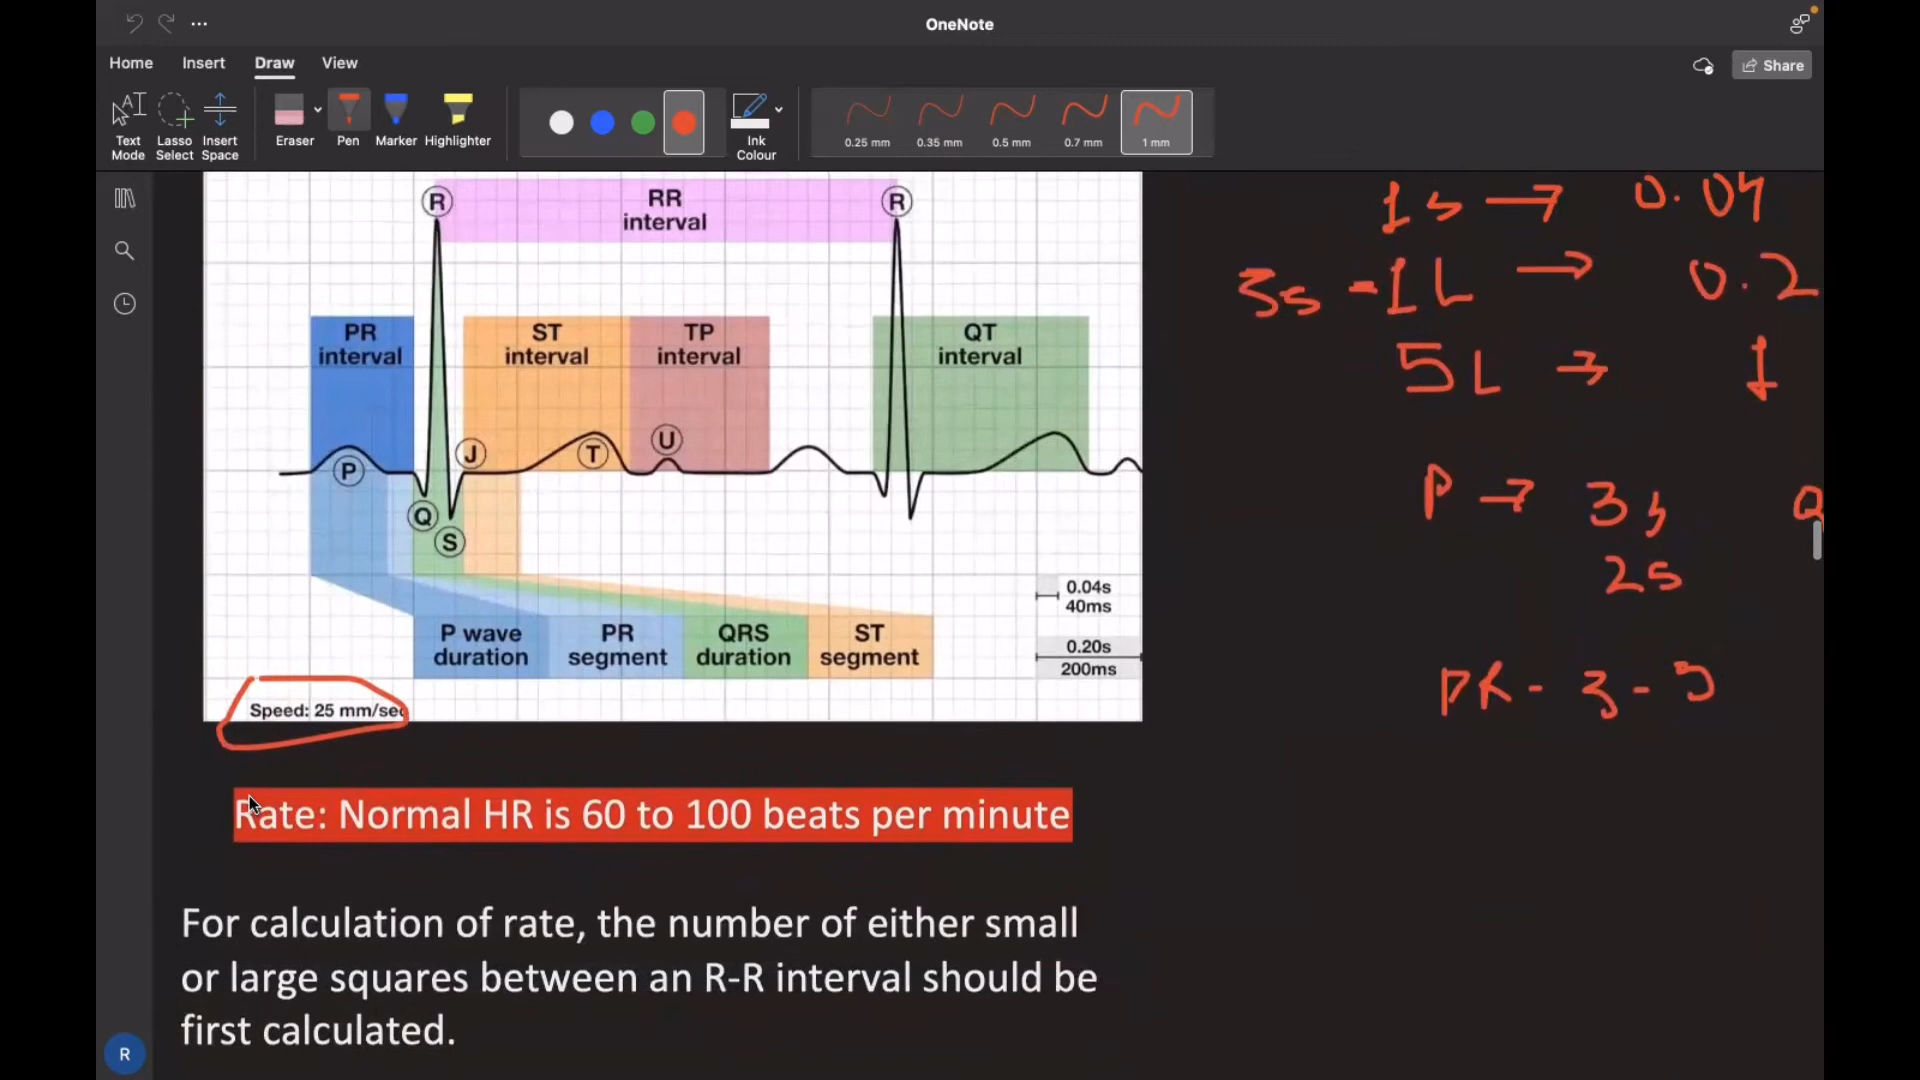 OneNote
Home Insert Draw View
Share
Text Mode
Lasso Select
Insert Space
Eraser
Pen
Marker
Highlighter
Ink Colour
0.25 mm
0.35 mm
0.5 mm
0.7 mm
1 mm
R
RR interval
R
PR interval
ST interval
TP interval
QT interval
P
J
T
U
Q
S
0.04s
40ms
0.20s
200ms
P wave duration
PR segment
QRS duration
ST segment
Speed: 25 mm/sec
1s → 0.04
5s - 1L → 0.2
5L → 1
P → 3s
2s
Q
PR - 3 - 5
Rate: Normal HR is 60 to 100 beats per minute
For calculation of rate, the number of either small
or large squares between an R-R interval should be
first calculated.
R